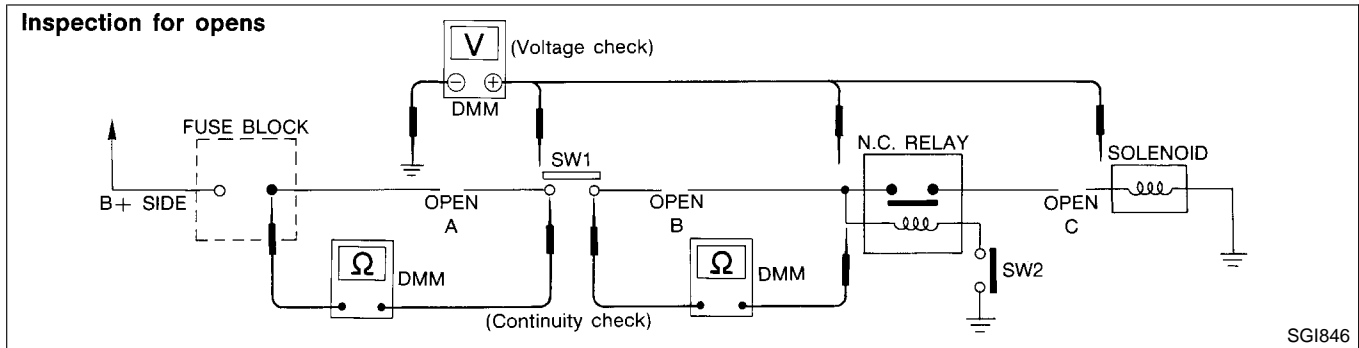 Inspection for opens
V
(Voltage check)
− +
DMM
FUSE BLOCK
N.C. RELAY
SOLENOID
SW1
B+ SIDE
OPEN
A
OPEN
B
OPEN
C
Ω
DMM
Ω
DMM
SW2
(Continuity check)
SGI846